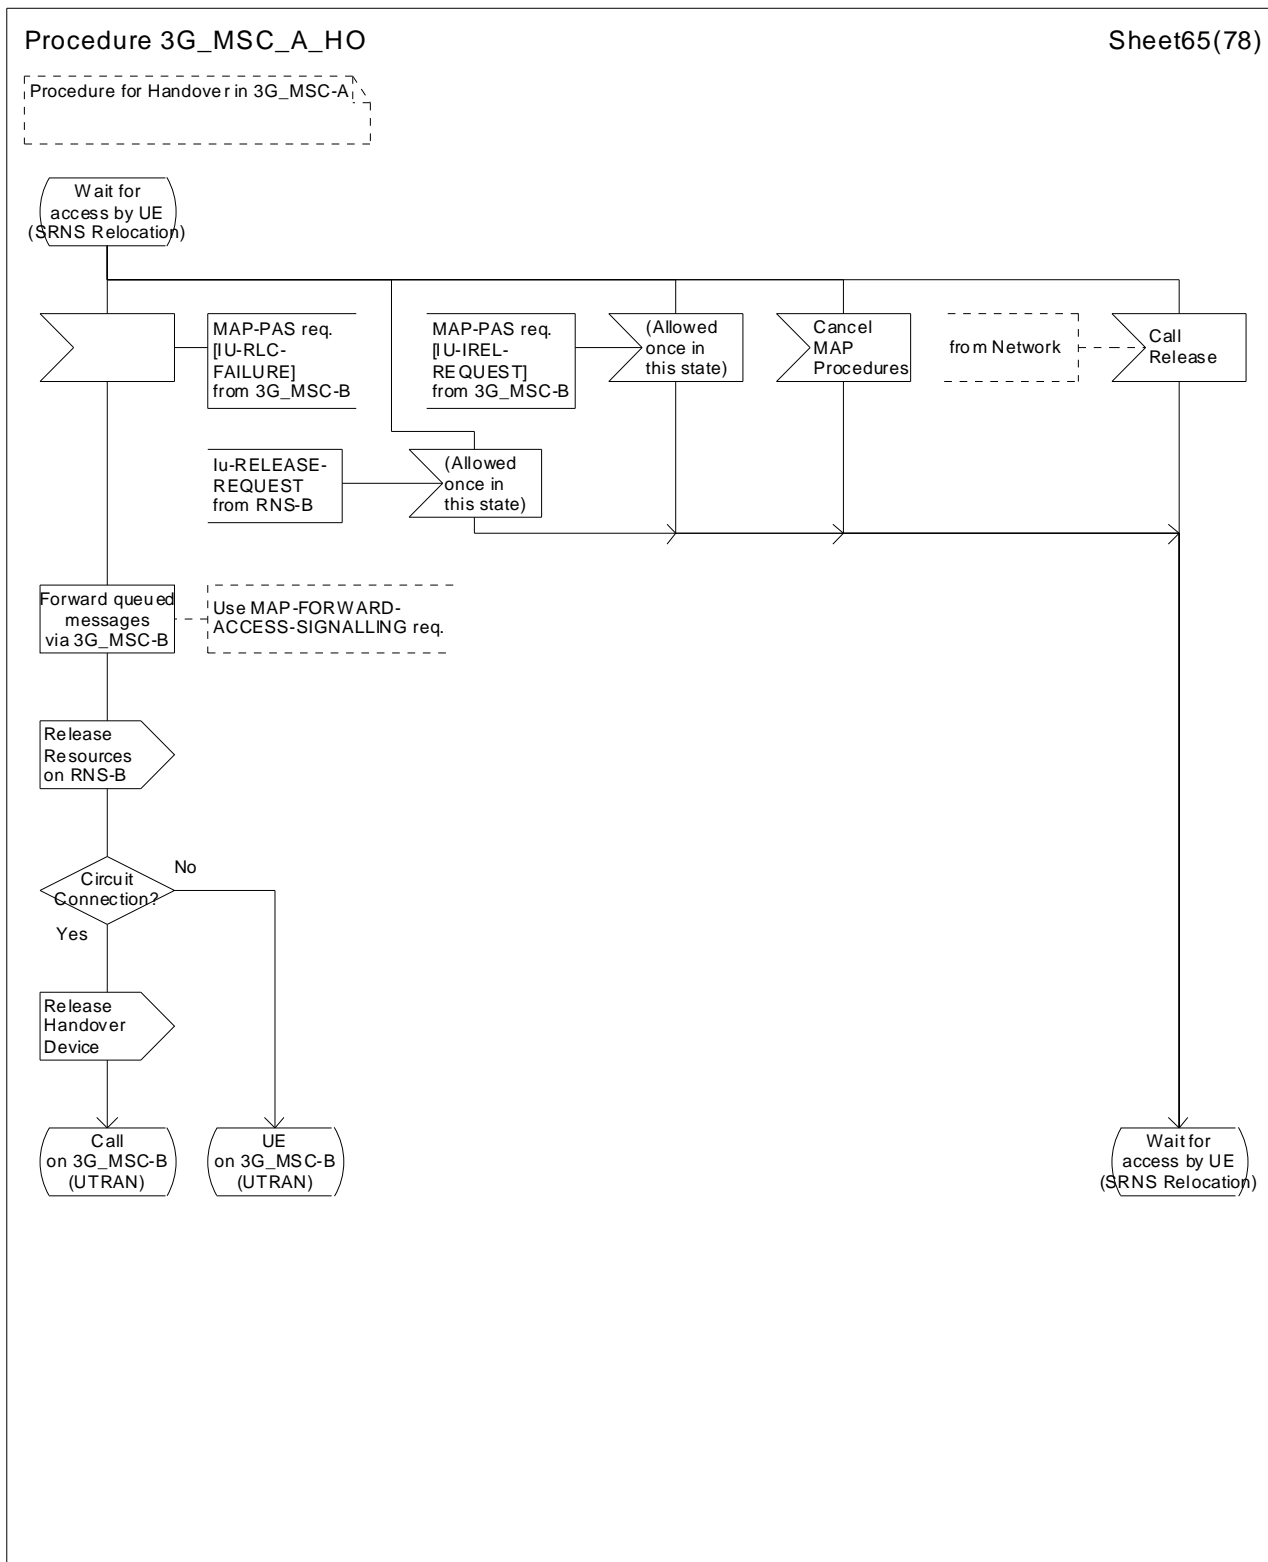 Procedure 3G_MSC_A_HO
Sheet65(78)
Procedure for Handover in 3G_MSC-A
Wait for
access by UE
(SRNS Relocation)
MAP-PAS req.
[IU-RLC-
FAILURE]
from 3G_MSC-B
MAP-PAS req.
[IU-IREL-
REQUEST]
from 3G_MSC-B
(Allowed
once in
this state)
Cancel
MAP
Procedures
from Network
Call
Release
Iu-RELEASE-
REQUEST
from RNS-B
(Allowed
once in
this state)
Forward queued
messages
via 3G_MSC-B
Use MAP-FORWARD-
ACCESS-SIGNALLING req.
Release
Resources
on RNS-B
Circuit
Connection?
No
Yes
Release
Handover
Device
Call
on 3G_MSC-B
(UTRAN)
UE
on 3G_MSC-B
(UTRAN)
Wait for
access by UE
(SRNS Relocation)